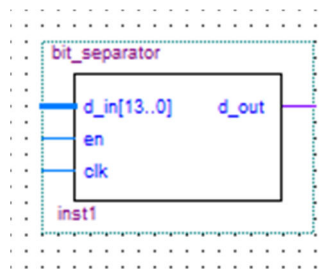 bit_separator
d_in[13..0] d_out
en
clk
inst1